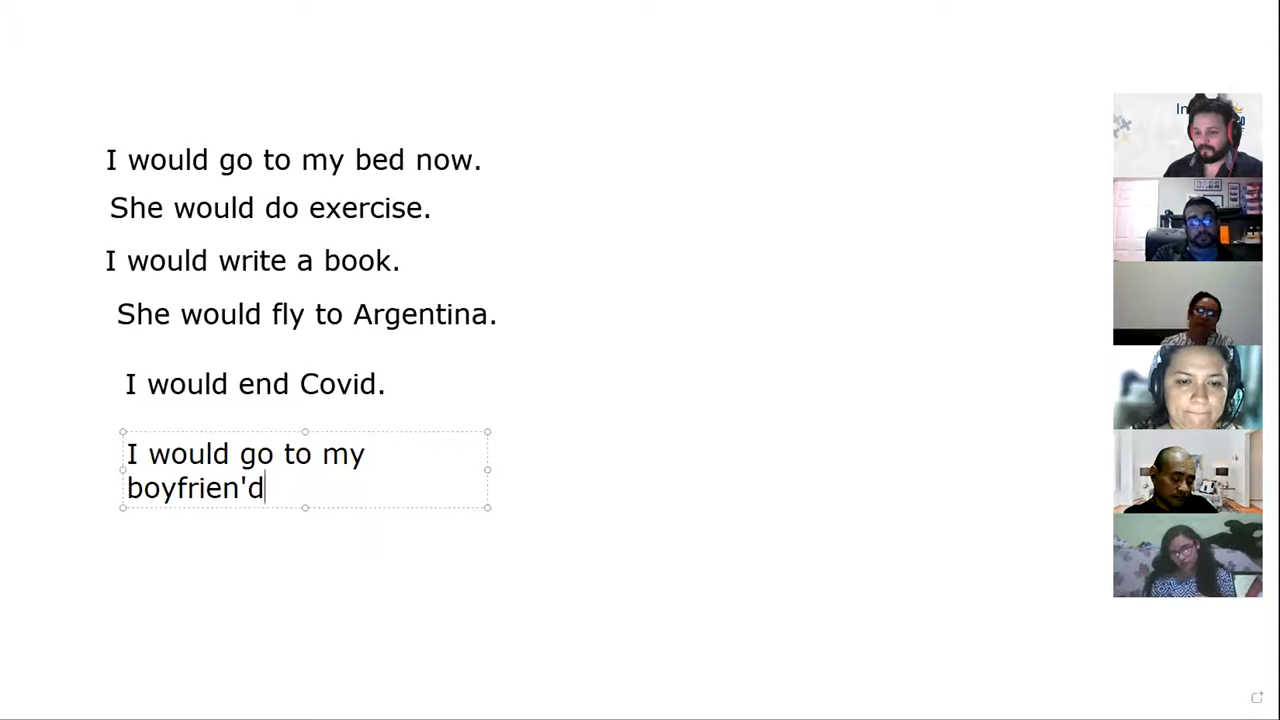 I would go to my bed now.
She would do exercise.
I would write a book.
She would fly to Argentina.
I would end Covid.
I would go to my
boyfrien'd